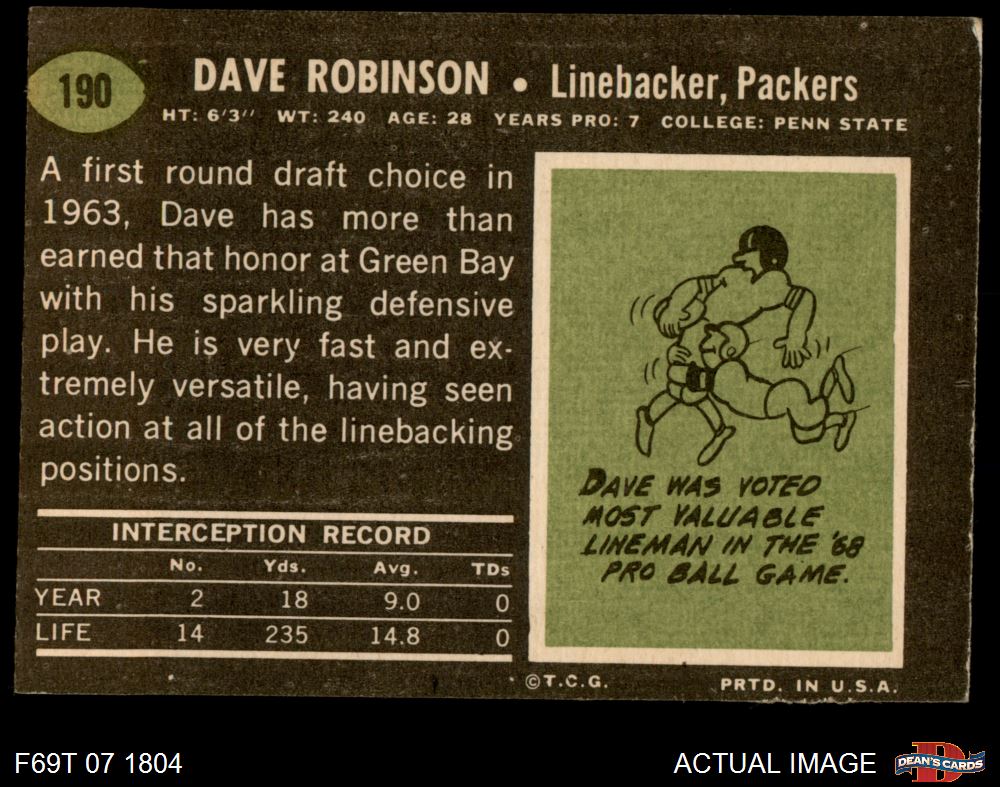 190
DAVE ROBINSON • Linebacker, Packers
HT: 6'3" WT: 240 AGE: 28 YEARS PRO: 7 COLLEGE: PENN STATE
A first round draft choice in
1963, Dave has more than
earned that honor at Green Bay
with his sparkling defensive
play. He is very fast and ex-
tremely versatile, having seen
action at all of the linebacking
positions.
INTERCEPTION RECORD
No. Yds. Avg. TDs
YEAR 2 18 9.0 0
LIFE 14 235 14.8 0
DAVE WAS VOTED
MOST VALUABLE
LINEMAN IN THE '68
PRO BALL GAME.
©T.C.G. PRTD. IN U.S.A.
F69T 07 1804
ACTUAL IMAGE
DEAN'S CARDS